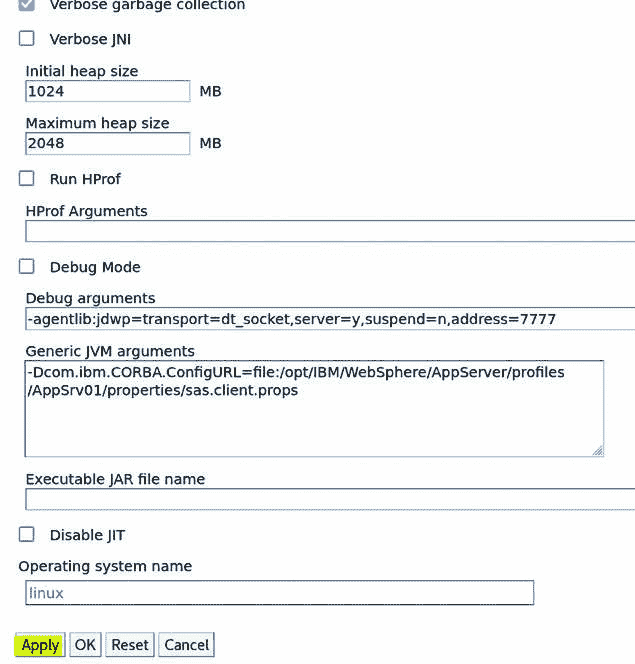 Verbose garbage collection
Verbose JNI
Initial heap size
1024 MB
Maximum heap size
2048 MB
Run HProf
HProf Arguments
Debug Mode
Debug arguments
-agentlib:jdwp=transport=dt_socket,server=y,suspend=n,address=7777
Generic JVM arguments
-Dcom.ibm.CORBA.ConfigURL=file:/opt/IBM/WebSphere/AppServer/profiles
/AppSrv01/properties/sas.client.props
Executable JAR file name
Disable JIT
Operating system name
linux
Apply OK Reset Cancel